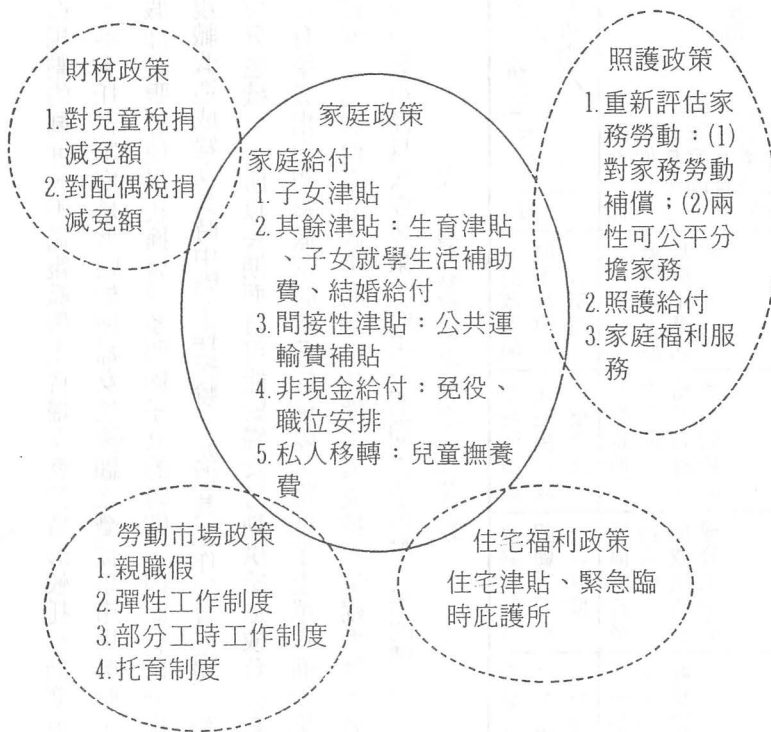 財稅政策
1.對兒童稅捐
減免額
2.對配偶稅捐
減免額
家庭政策
家庭給付
1.子女津貼
2.其餘津貼：生育津貼
、子女就學生活補助
費、結婚給付
3.間接性津貼：公共運
輸費補貼
4.非現金給付：免役、
職位安排
5.私人移轉：兒童撫養
費
照護政策
1.重新評估家
務勞動：(1)
對家務勞動
補償；(2)兩
性可公平分
擔家務
2.照護給付
3.家庭福利服
務
勞動市場政策
1.親職假
2.彈性工作制度
3.部分工時工作制度
4.托育制度
住宅福利政策
住宅津貼、緊急臨
時庇護所